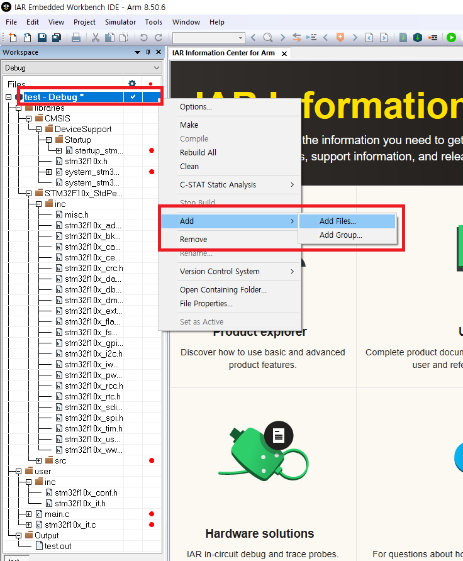 IAR Embedded Workbench IDE - Arm 8.50.6
File Edit View Project Simulator Tools Window Help
Workspace
IAR Information Center for Arm
Debug
Files
test - Debug *
libraries
CMSIS
DeviceSupport
Startup
startup_stm...
stm32f10x.h
system_stm3...
system_stm3...
STM32F10x_StdPe...
inc
misc.h
stm32f10x_ad...
stm32f10x_bk...
stm32f10x_ca...
stm32f10x_ce...
stm32f10x_crc.h
stm32f10x_da...
stm32f10x_db...
stm32f10x_dm...
stm32f10x_ext...
stm32f10x_fla...
stm32f10x_fs...
stm32f10x_gpi...
stm32f10x_i2c.h
stm32f10x_iw...
stm32f10x_pw...
stm32f10x_rcc.h
stm32f10x_rtc.h
stm32f10x_sdi...
stm32f10x_spi.h
stm32f10x_tim.h
stm32f10x_us...
stm32f10x_ww...
src
user
inc
stm32f10x_conf.h
stm32f10x_it.h
main.c
stm32f10x_it.c
Output
test.out
Options...
Make
Compile
Rebuild All
Clean
C-STAT Static Analysis
Stop Build
Add
Remove
Rename...
Version Control System
Open Containing Folder...
File Properties...
Set as Active
Add Files...
Add Group...
IAR Information
the information you need to get
s, support information, and relea
Product explorer
Discover how to use basic and advanced
product features.
U
Complete product docum
user and refe
Hardware solutions
IAR in-circuit debug and trace probes.
For questions about ho